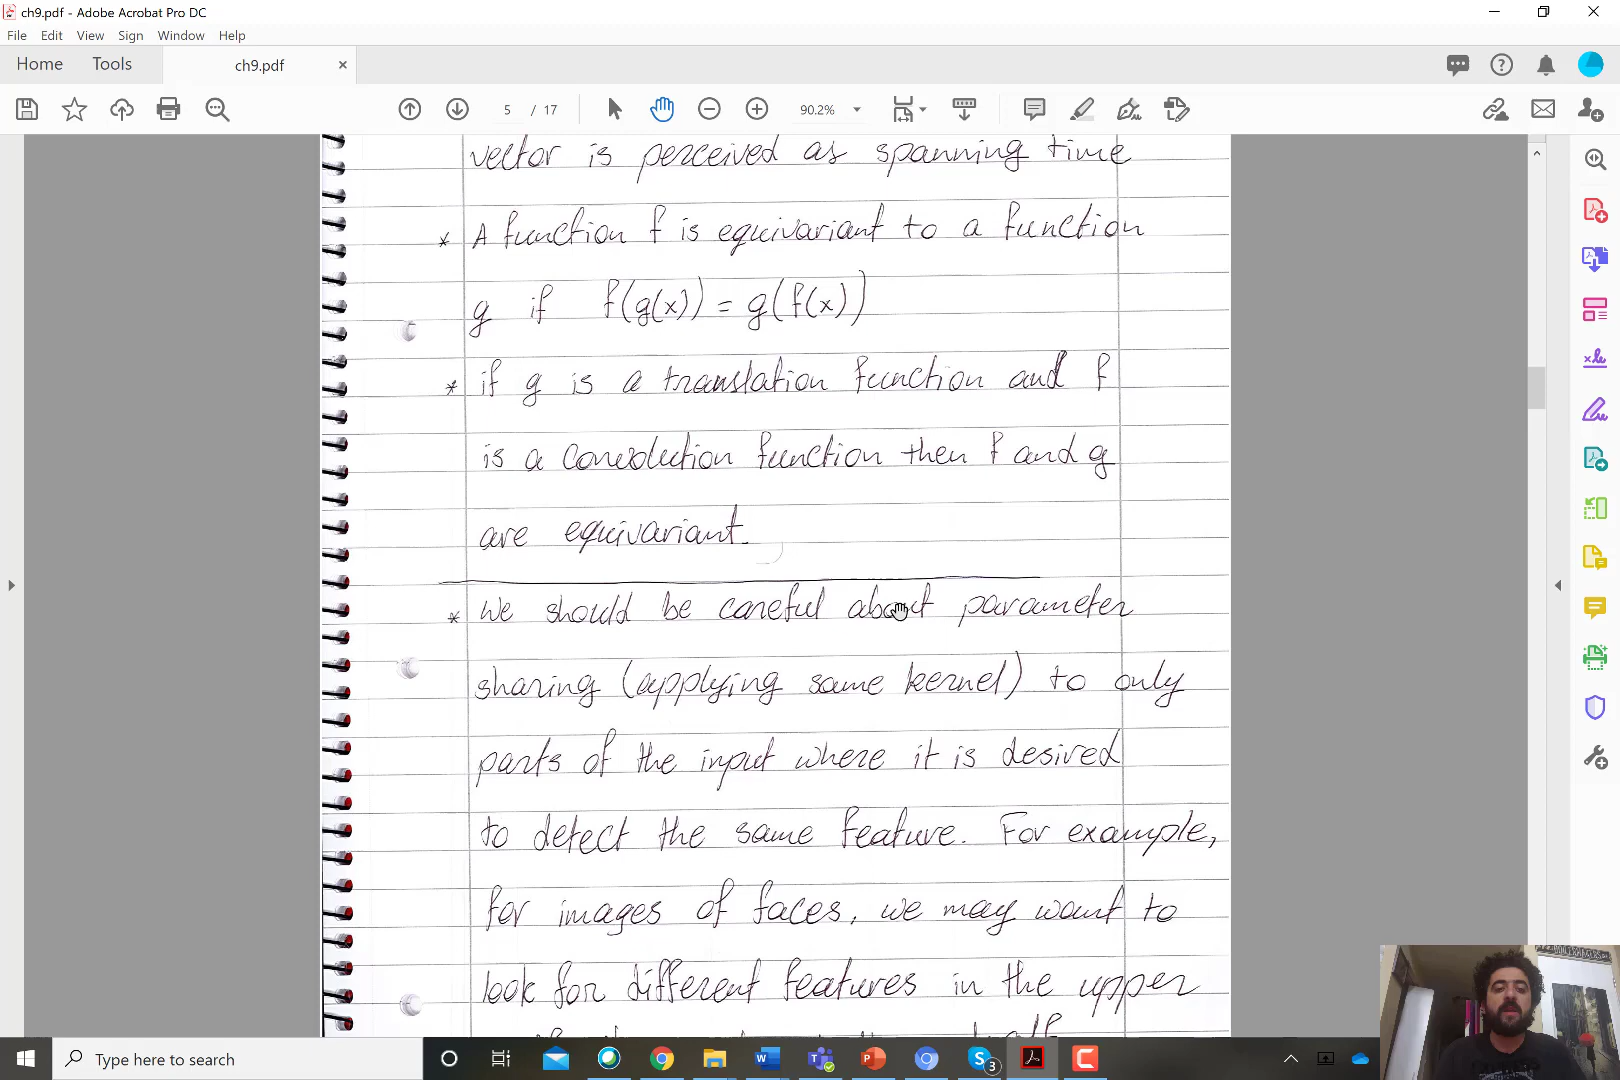 ch9.pdf - Adobe Acrobat Pro DC
File Edit View Sign Window Help
Home Tools ch9.pdf
5 / 17 90.2%
vector is perceived as spanning time
* A function f is equivariant to a function
g if f(g(x)) = g(f(x))
* if g is a translation function and f
is a convolution function then f and g
are equivariant.
* We should be careful about parameter
sharing (applying same kernel) to only
parts of the input where it is desired
to detect the same feature. For example,
for images of faces, we may want to
look for different features in the upper
half
Type here to search
3